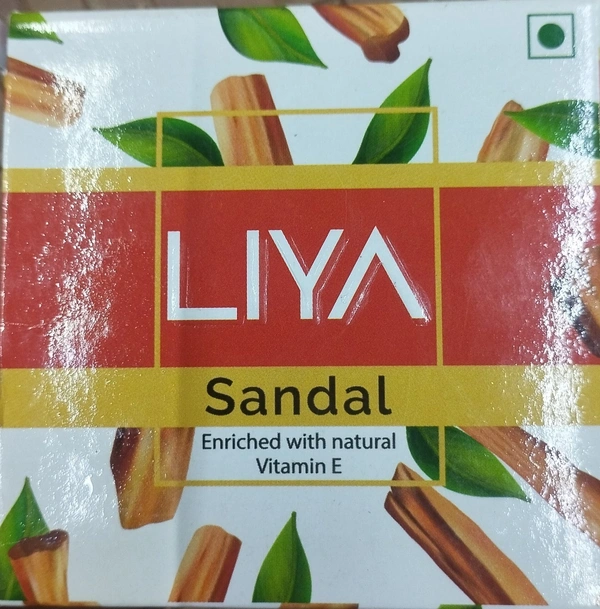 LIYA
Sandal
Enriched with natural
Vitamin E